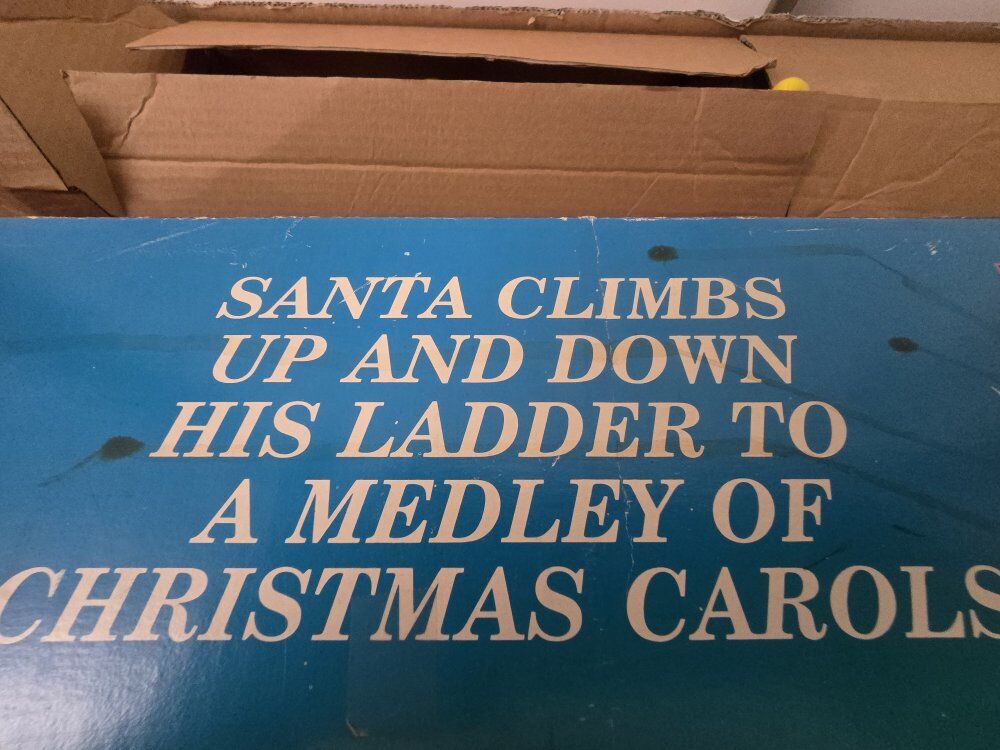 SANTA CLIMBS
UP AND DOWN
HIS LADDER TO
A MEDLEY OF
CHRISTMAS CAROLS